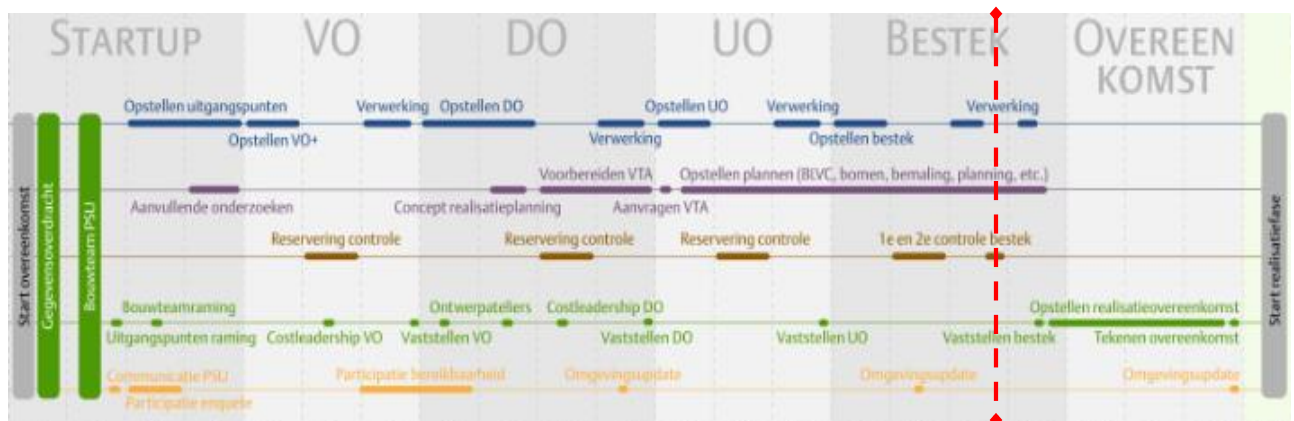 STARTUP
VO
DO
UO
BESTEK
OVEREEN
KOMST
Start overeenkomst
Gegevensoverdracht
Bouwteam PSU
Opstellen uitgangspunten
Verwerking
Opstellen DO
Opstellen UO
Verwerking
Verwerking
Opstellen VO+
Verwerking
Opstellen bestek
Voorbereiden VTA
Opstellen plannen (BLVC, bomen, bemaling, planning, etc.)
Aanvullende onderzoeken
Concept realisatieplanning
Aanvragen VTA
Reservering controle
Reservering controle
Reservering controle
1e en 2e controle bestek
Bouwteamraming
Ontwerpateliers
Costleadership DO
Opstellen realisatieovereenkomst
Uitgangspunten raming
Costleadership VO
Vaststellen VO
Vaststellen DO
Vaststellen UO
Vaststellen bestek
Tekenen overeenkomst
Communicatie PSU
Participatie bereikbaarheid
Omgevingsupdate
Omgevingsupdate
Omgevingsupdate
Participatie enquete
Start realisatiefase